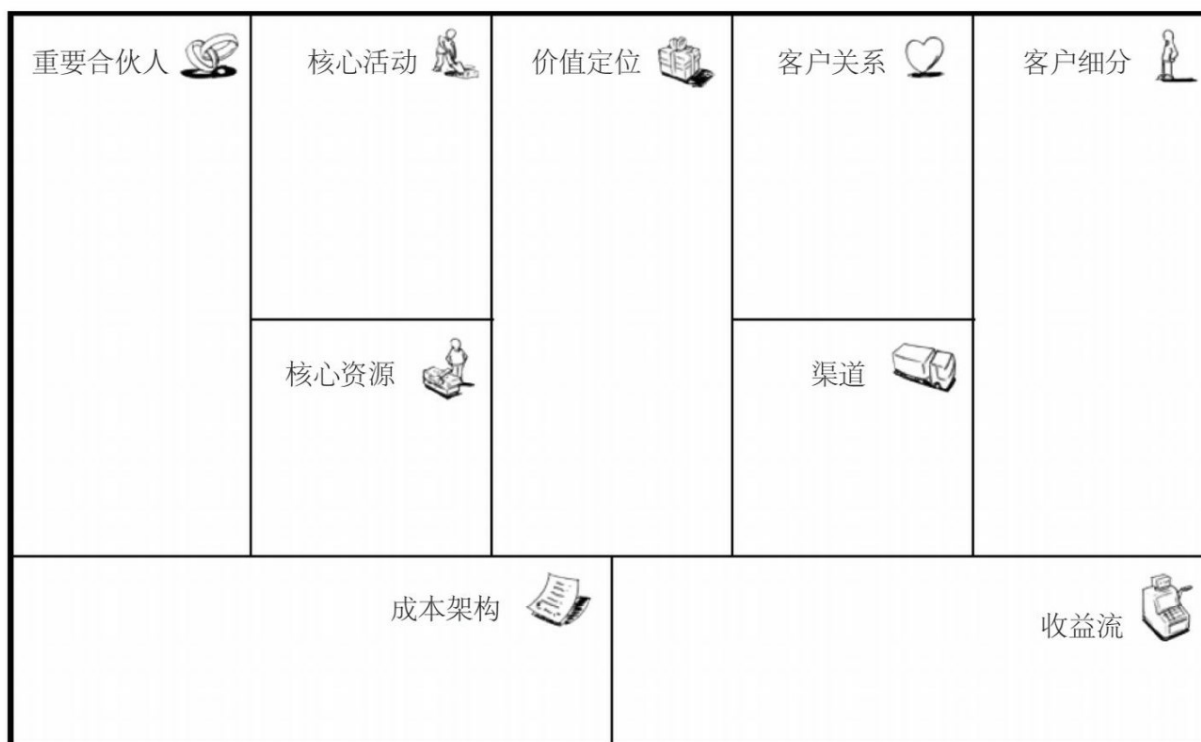 重要合伙人
核心活动
价值定位
客户关系
客户细分
核心资源
渠道
成本架构
收益流